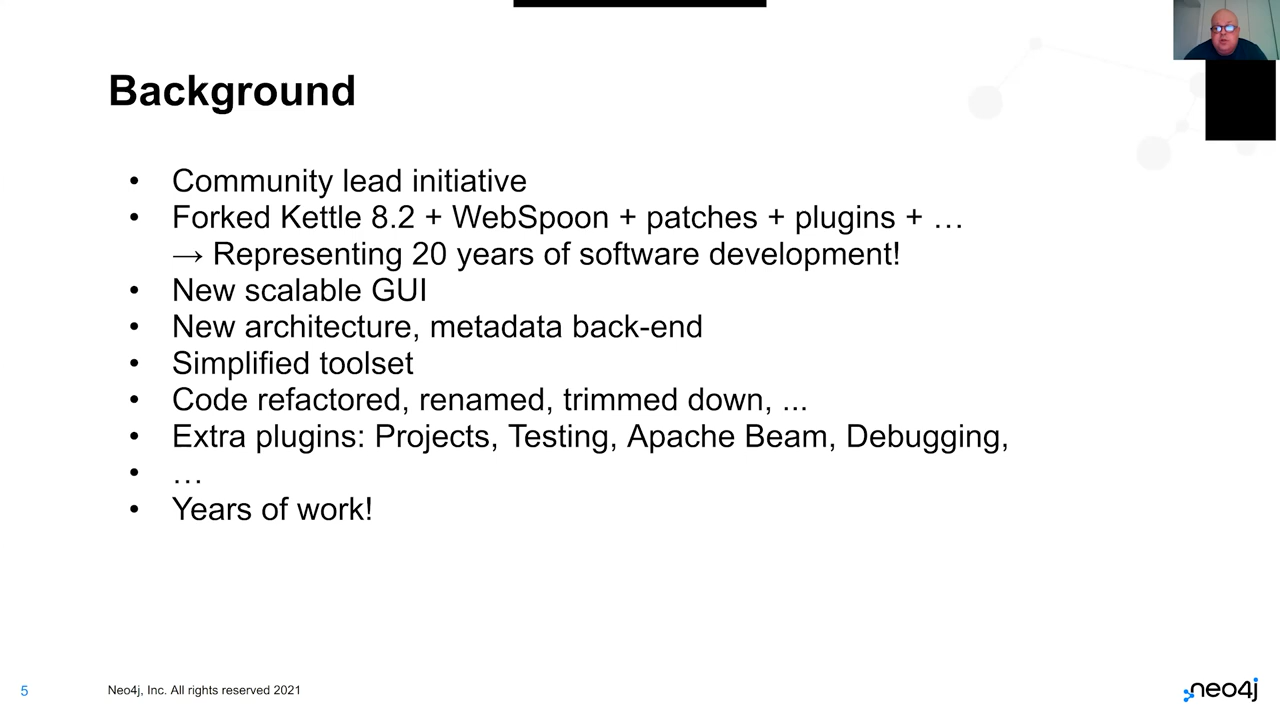 Background
• Community lead initiative
• Forked Kettle 8.2 + WebSpoon + patches + plugins + …
→ Representing 20 years of software development!
• New scalable GUI
• New architecture, metadata back-end
• Simplified toolset
• Code refactored, renamed, trimmed down, ...
• Extra plugins: Projects, Testing, Apache Beam, Debugging,
• …
• Years of work!
5
Neo4j, Inc. All rights reserved 2021
neo4j